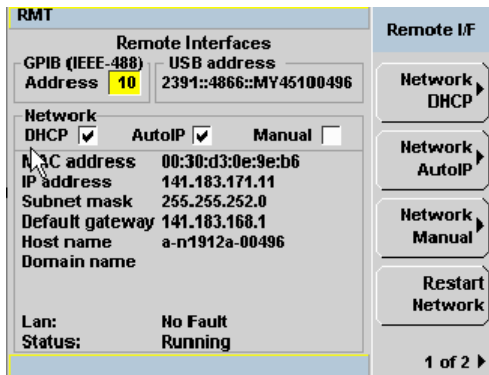 RMT
Remote Interfaces
GPIB (IEEE-488)
Address 10
USB address
2391::4866::MY45100496
Network
DHCP AutoIP Manual
MAC address 00:30:d3:0e:9e:b6
IP address 141.183.171.11
Subnet mask 255.255.252.0
Default gateway 141.183.168.1
Host name a-n1912a-00496
Domain name
Lan: No Fault
Status: Running
Remote I/F
Network
DHCP
Network
AutoIP
Network
Manual
Restart
Network
1 of 2